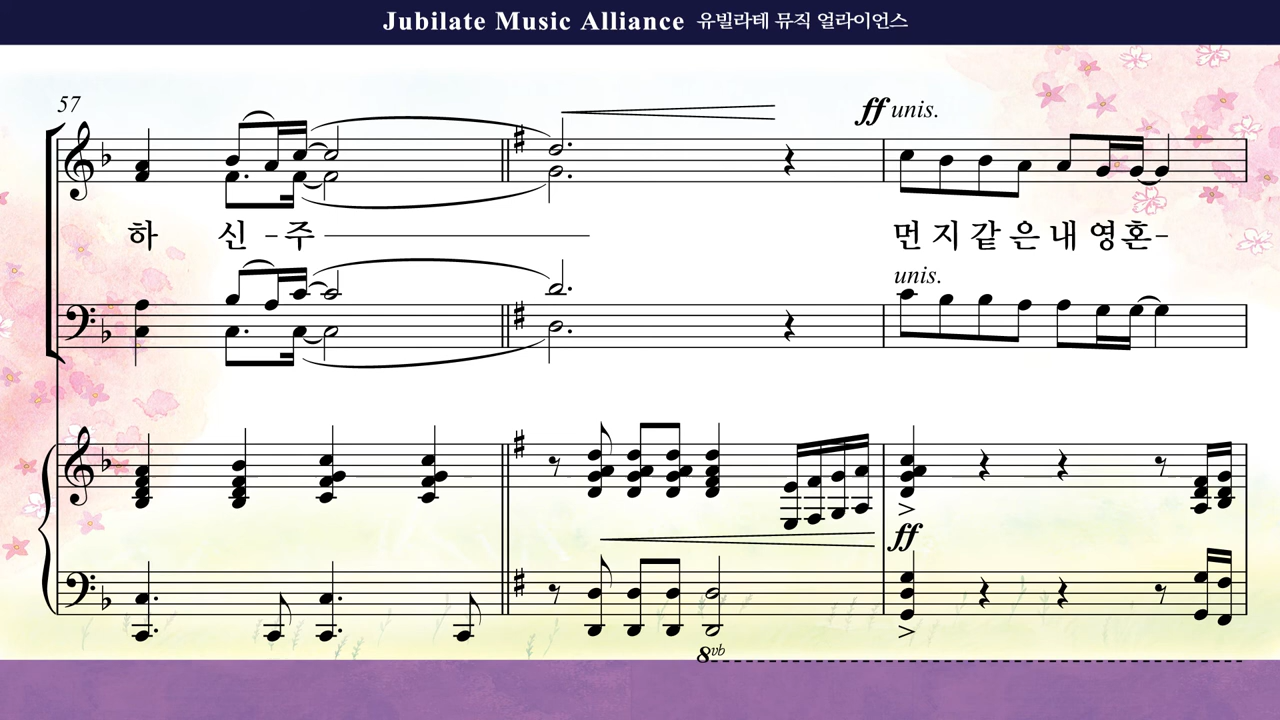 Jubilate Music Alliance 유빌라테 뮤직 얼라이언스
57
ff unis.
하 신 - 주
먼 지 같 은 내 영 혼 -
unis.
ff
8vb